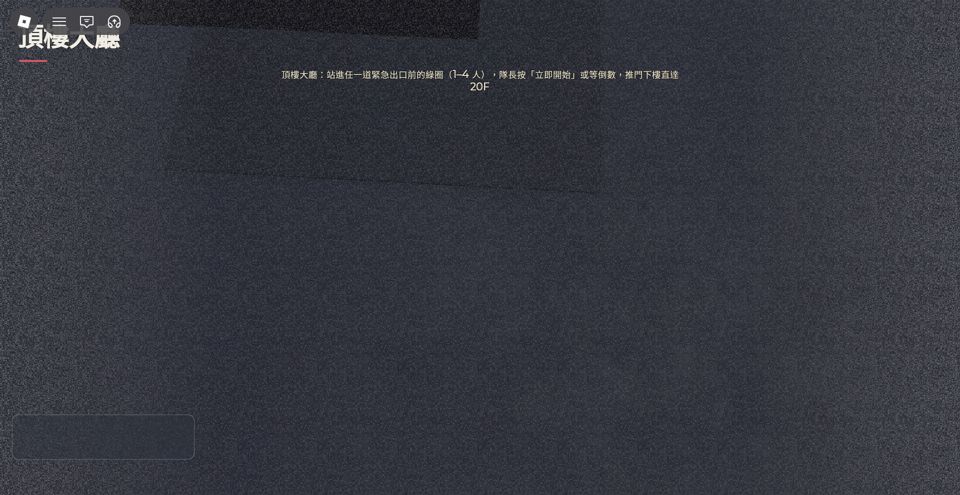 頂樓大廳
頂樓大廳：站進任一道緊急出口前的綠圈（1–4 人），隊長按「立即開始」或等倒數，推門下樓直達
20F